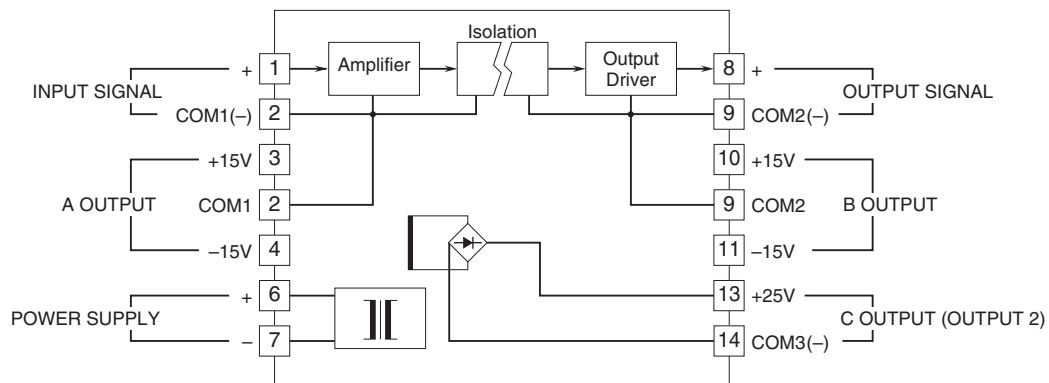 Isolation
Amplifier
Output
Driver
INPUT SIGNAL
+ 1
COM1(–) 2
A OUTPUT
+15V 3
COM1 2
–15V 4
POWER SUPPLY
+ 6
– 7
8 +
9 COM2(–)
OUTPUT SIGNAL
10 +15V
9 COM2
11 –15V
B OUTPUT
13 +25V
14 COM3(–)
C OUTPUT (OUTPUT 2)